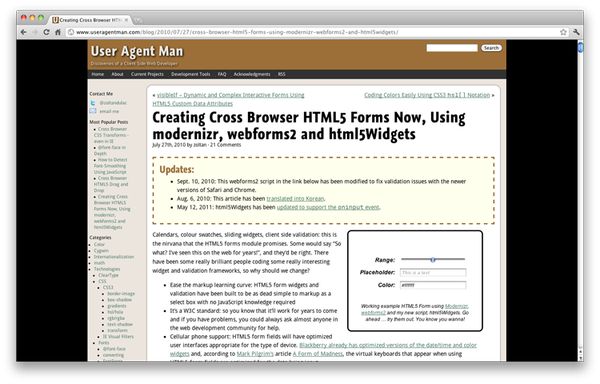 Creating Cross Browser HTM
www.useragentman.com/blog/2010/07/27/cross-browser-html5-forms-using-modernizr-webforms2-and-html5widgets/
User Agent Man
Discoveries of a Client Side Web Developer
Search
Home About Current Projects Development Tools FAQ Acknowledgments RSS
Contact Me
@zoltandulac
email me
Most Popular Posts
Cross Browser
CSS Transforms –
even in IE
@font-face in
Depth
How to Detect
Font-Smoothing
Using JavaScript
Cross Browser
HTML5 Drag and
Drop
Creating Cross
Browser HTML5
Forms Now, Using
modernizr,
webforms2 and
html5Widgets
Categories
Color
Cygwin
Internationalization
math
Technologies
ClearType
CSS
CSS3
border-image
box-shadow
gradients
hsl/hsla
rgb/rgba
text-shadow
transform
IE Visual Filters
Fonts
@font-face
converting
« visibleIf – Dynamic and Complex Interactive Forms Using
HTML5 Custom Data Attributes
Coding Colors Easily Using CSS3 hsl() Notation »
Creating Cross Browser HTML5 Forms Now, Using
modernizr, webforms2 and html5Widgets
July 27th, 2010 by zoltan · 21 Comments
Updates:
Sept. 10, 2010: This webforms2 script in the link below has been modified to fix validation issues with the newer
versions of Safari and Chrome.
Aug. 6, 2010: This article has been translated into Korean.
May 12, 2011: html5Widgets has been updated to support the oninput event.
Calendars, colour swatches, sliding widgets, client side validation: this is
the nirvana that the HTML5 forms module promises. Some would say "So
what? I've seen this on the web for years!", and they'd be right. There
have been some really brilliant people coding some really interesting
widget and validation frameworks, so why should we change?
Ease the markup learning curve: HTML5 form widgets and
validation have been built to be as dead simple to markup as a
select box with no JavaScript knowledge required
It's a W3C standard: so you know that it'll work for years to come
and if you have problems, you could always ask almost anyone in
the web development community for help.
Cellular phone support: HTML5 form fields will have optimized
user interfaces appropriate for the type of device. Blackberry already has optimized versions of the date/time and color
widgets and, according to Mark Pilgrim's article A Form of Madness, the virtual keyboards that appear when using
Range:
Placeholder: This is a test
Color: #ffffff
Working example HTML5 Form using Modernizr,
webforms2 and my new script, html5Widgets. Go
ahead ... try them out. You know you wanna!